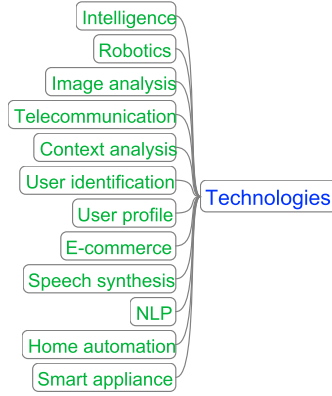 Intelligence
Robotics
Image analysis
Telecommunication
Context analysis
User identification
Technologies
User profile
E-commerce
Speech synthesis
NLP
Home automation
Smart appliance